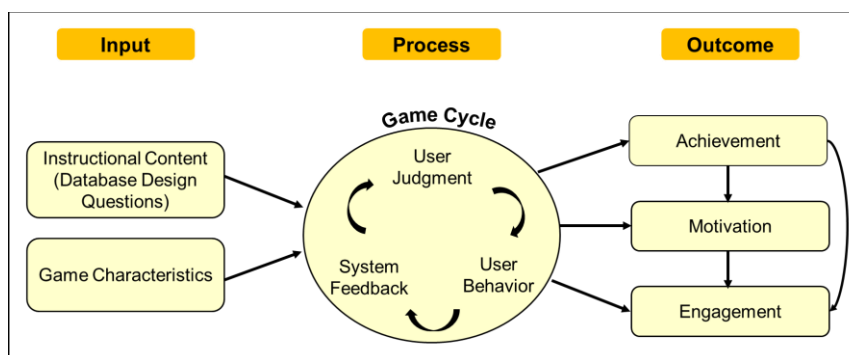 Input
Process
Outcome
Game Cycle
Instructional Content
(Database Design
Questions)
Game Characteristics
User
Judgment
User
Behavior
System
Feedback
Achievement
Motivation
Engagement